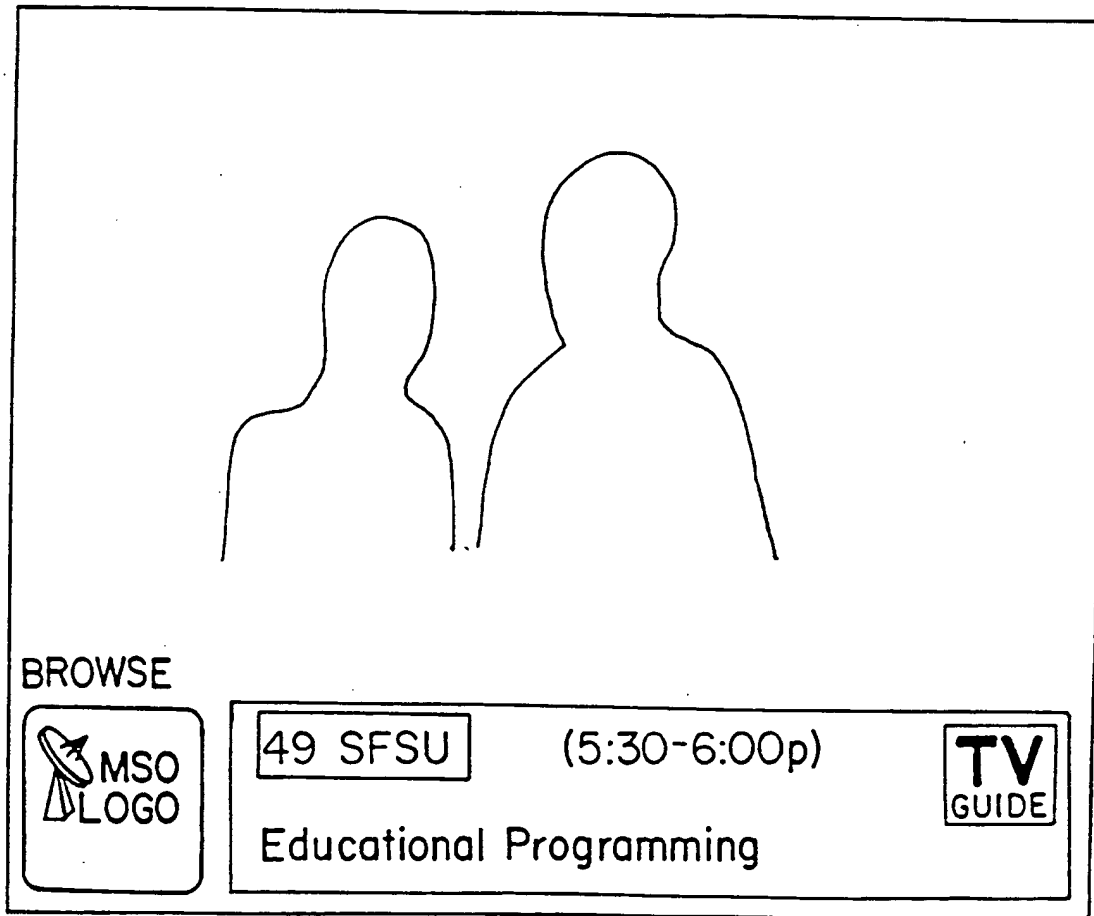 BROWSE
MSO
LOGO
49 SFSU (5:30-6:00p)
Educational Programming
TV
GUIDE